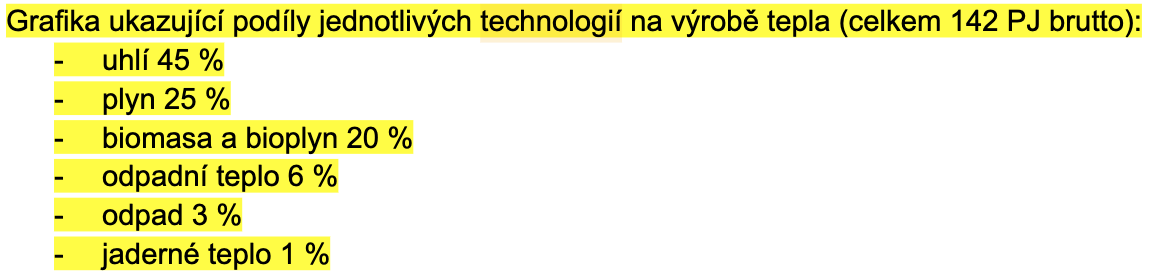 Grafika ukazující podíly jednotlivých technologií na výrobě tepla (celkem 142 PJ brutto):
- uhlí 45 %
- plyn 25 %
- biomasa a bioplyn 20 %
- odpadní teplo 6 %
- odpad 3 %
- jaderné teplo 1 %